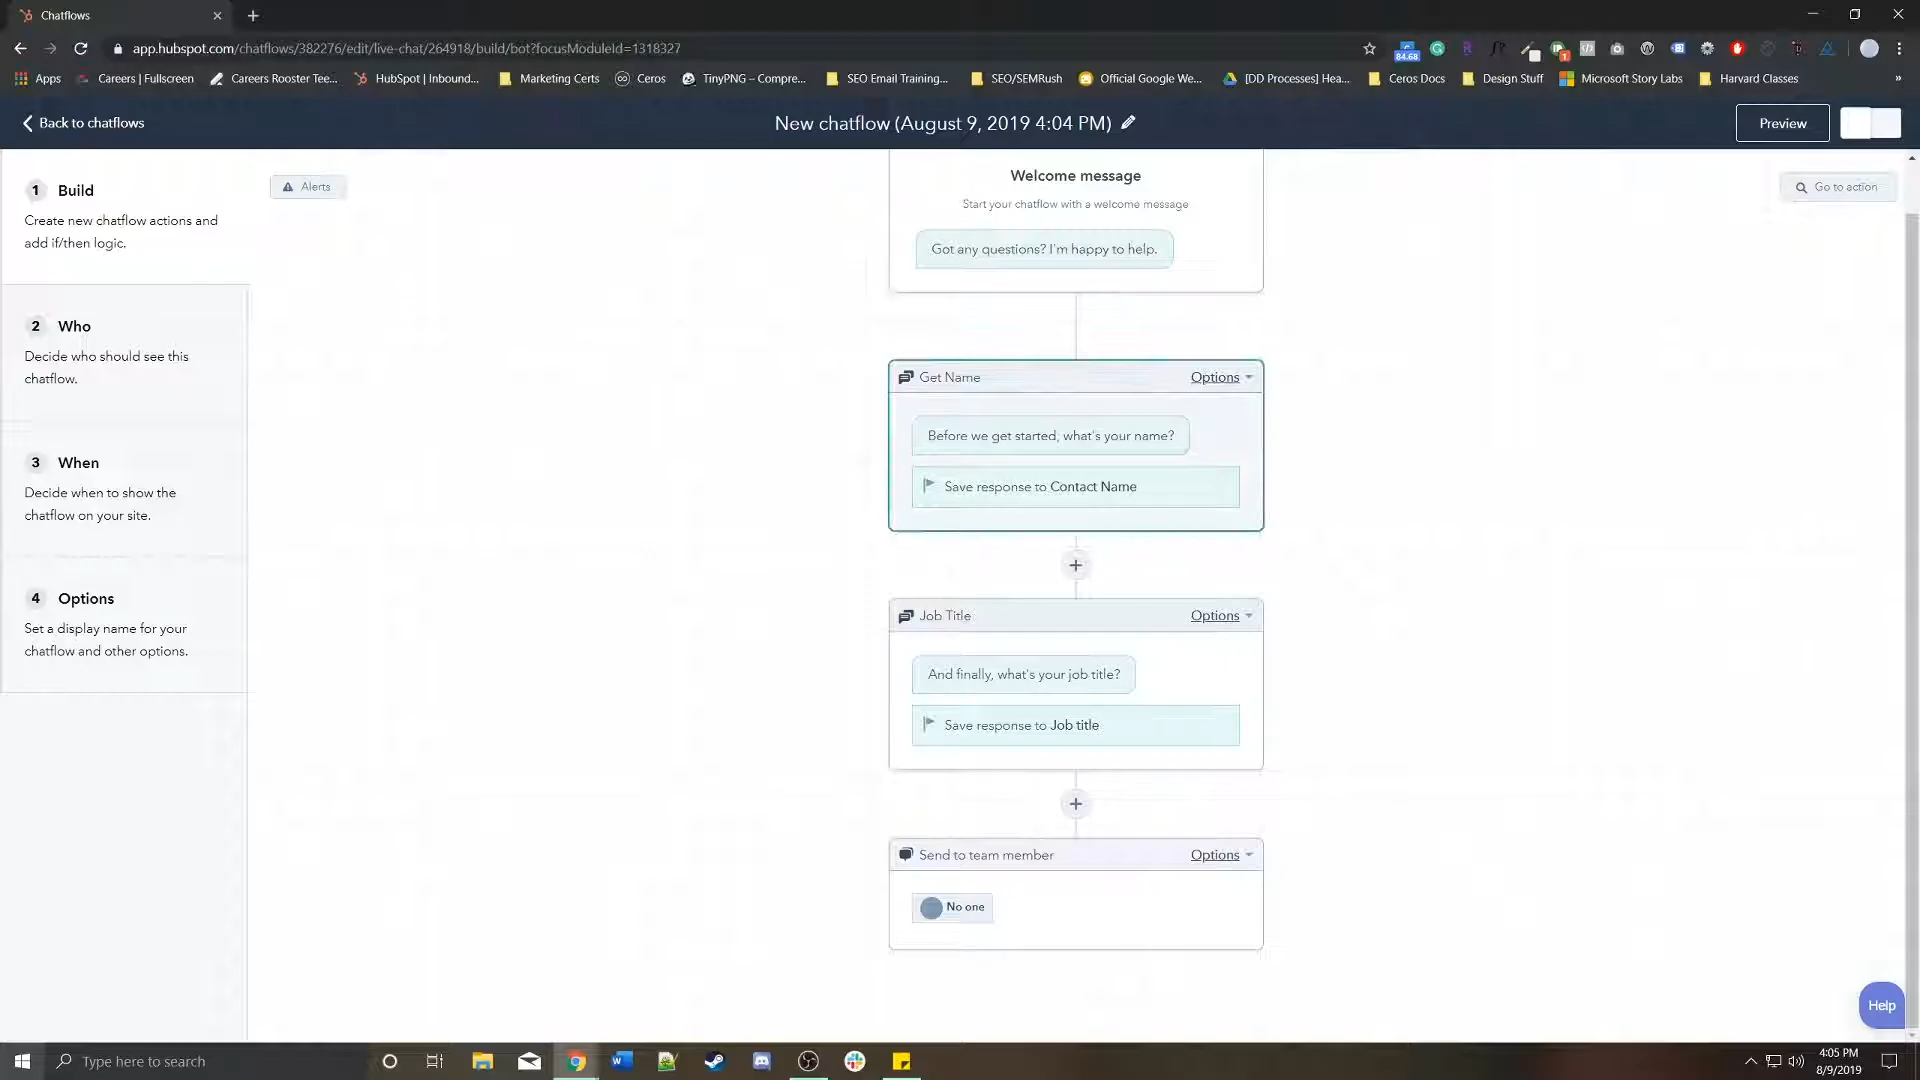 Chatflows
app.hubspot.com/chatflows/382276/edit/live-chat/264918/build/bot?focusModuleId=1318327
84.68
1
Apps
Careers | Fullscreen
Careers Rooster Tee...
HubSpot | Inbound...
Marketing Certs
Ceros
TinyPNG – Compre...
SEO Email Training...
SEO/SEMRush
Official Google We...
[DD Processes] Hea...
Ceros Docs
Design Stuff
Microsoft Story Labs
Harvard Classes
»
Back to chatflows
New chatflow (August 9, 2019 4:04 PM)
Preview
1 Build
Create new chatflow actions and
add if/then logic.
2 Who
Decide who should see this
chatflow.
3 When
Decide when to show the
chatflow on your site.
4 Options
Set a display name for your
chatflow and other options.
Alerts
Go to action
Welcome message
Start your chatflow with a welcome message
Got any questions? I'm happy to help.
Get Name
Options
Before we get started, what's your name?
Save response to Contact Name
+
Job Title
Options
And finally, what's your job title?
Save response to Job title
+
Send to team member
Options
No one
Help
Type here to search
4:05 PM
8/9/2019